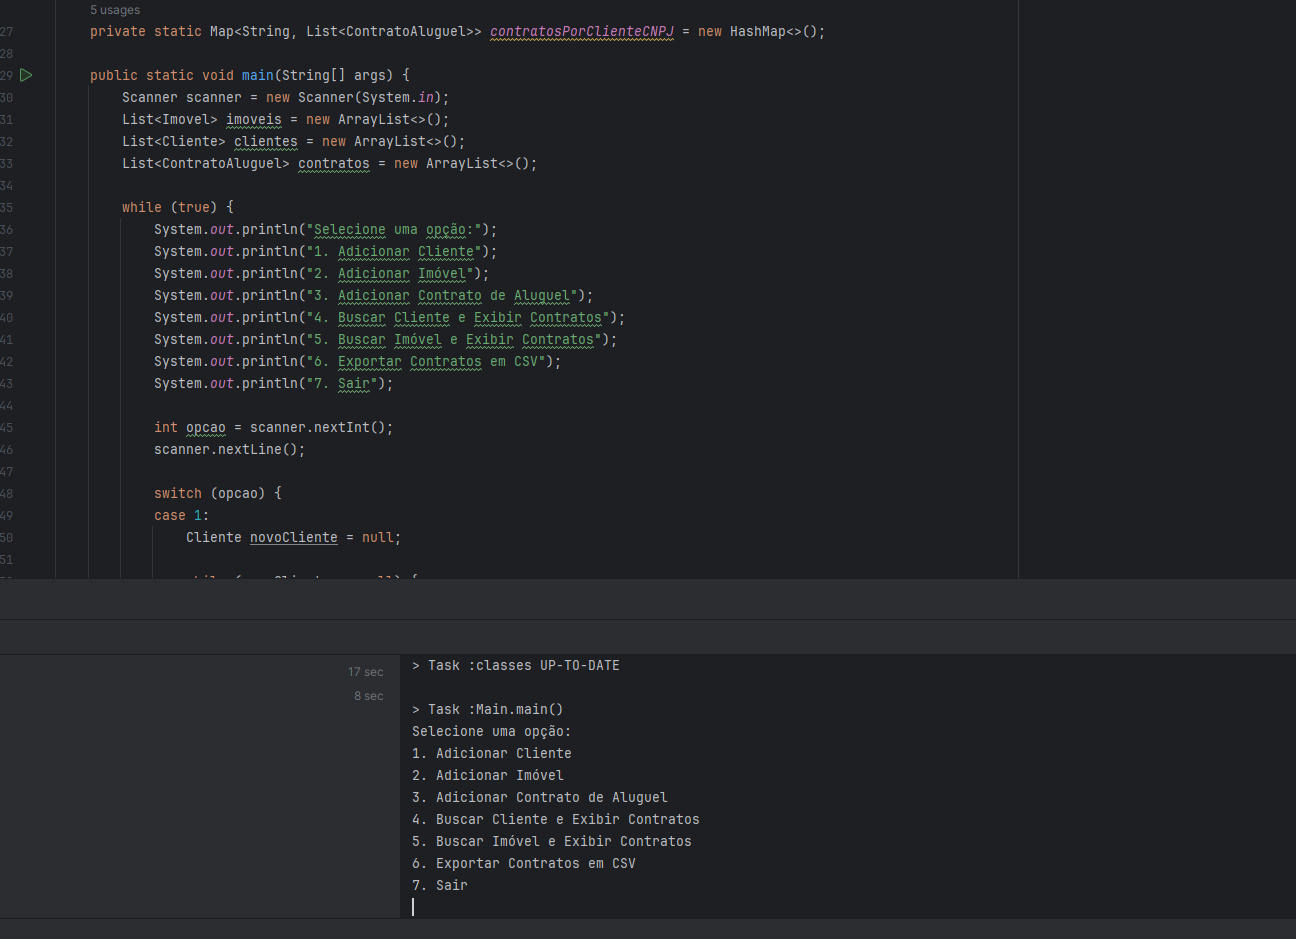 5 usages
27 private static Map<String, List<ContratoAluguel>> contratosPorClienteCNPJ = new HashMap<>();
28
29 public static void main(String[] args) {
30 Scanner scanner = new Scanner(System.in);
31 List<Imovel> imoveis = new ArrayList<>();
32 List<Cliente> clientes = new ArrayList<>();
33 List<ContratoAluguel> contratos = new ArrayList<>();
34
35 while (true) {
36 System.out.println("Selecione uma opção:");
37 System.out.println("1. Adicionar Cliente");
38 System.out.println("2. Adicionar Imóvel");
39 System.out.println("3. Adicionar Contrato de Aluguel");
40 System.out.println("4. Buscar Cliente e Exibir Contratos");
41 System.out.println("5. Buscar Imóvel e Exibir Contratos");
42 System.out.println("6. Exportar Contratos em CSV");
43 System.out.println("7. Sair");
44
45 int opcao = scanner.nextInt();
46 scanner.nextLine();
47
48 switch (opcao) {
49 case 1:
50 Cliente novoCliente = null;
51
17 sec
8 sec
> Task :classes UP-TO-DATE
> Task :Main.main()
Selecione uma opção:
1. Adicionar Cliente
2. Adicionar Imóvel
3. Adicionar Contrato de Aluguel
4. Buscar Cliente e Exibir Contratos
5. Buscar Imóvel e Exibir Contratos
6. Exportar Contratos em CSV
7. Sair